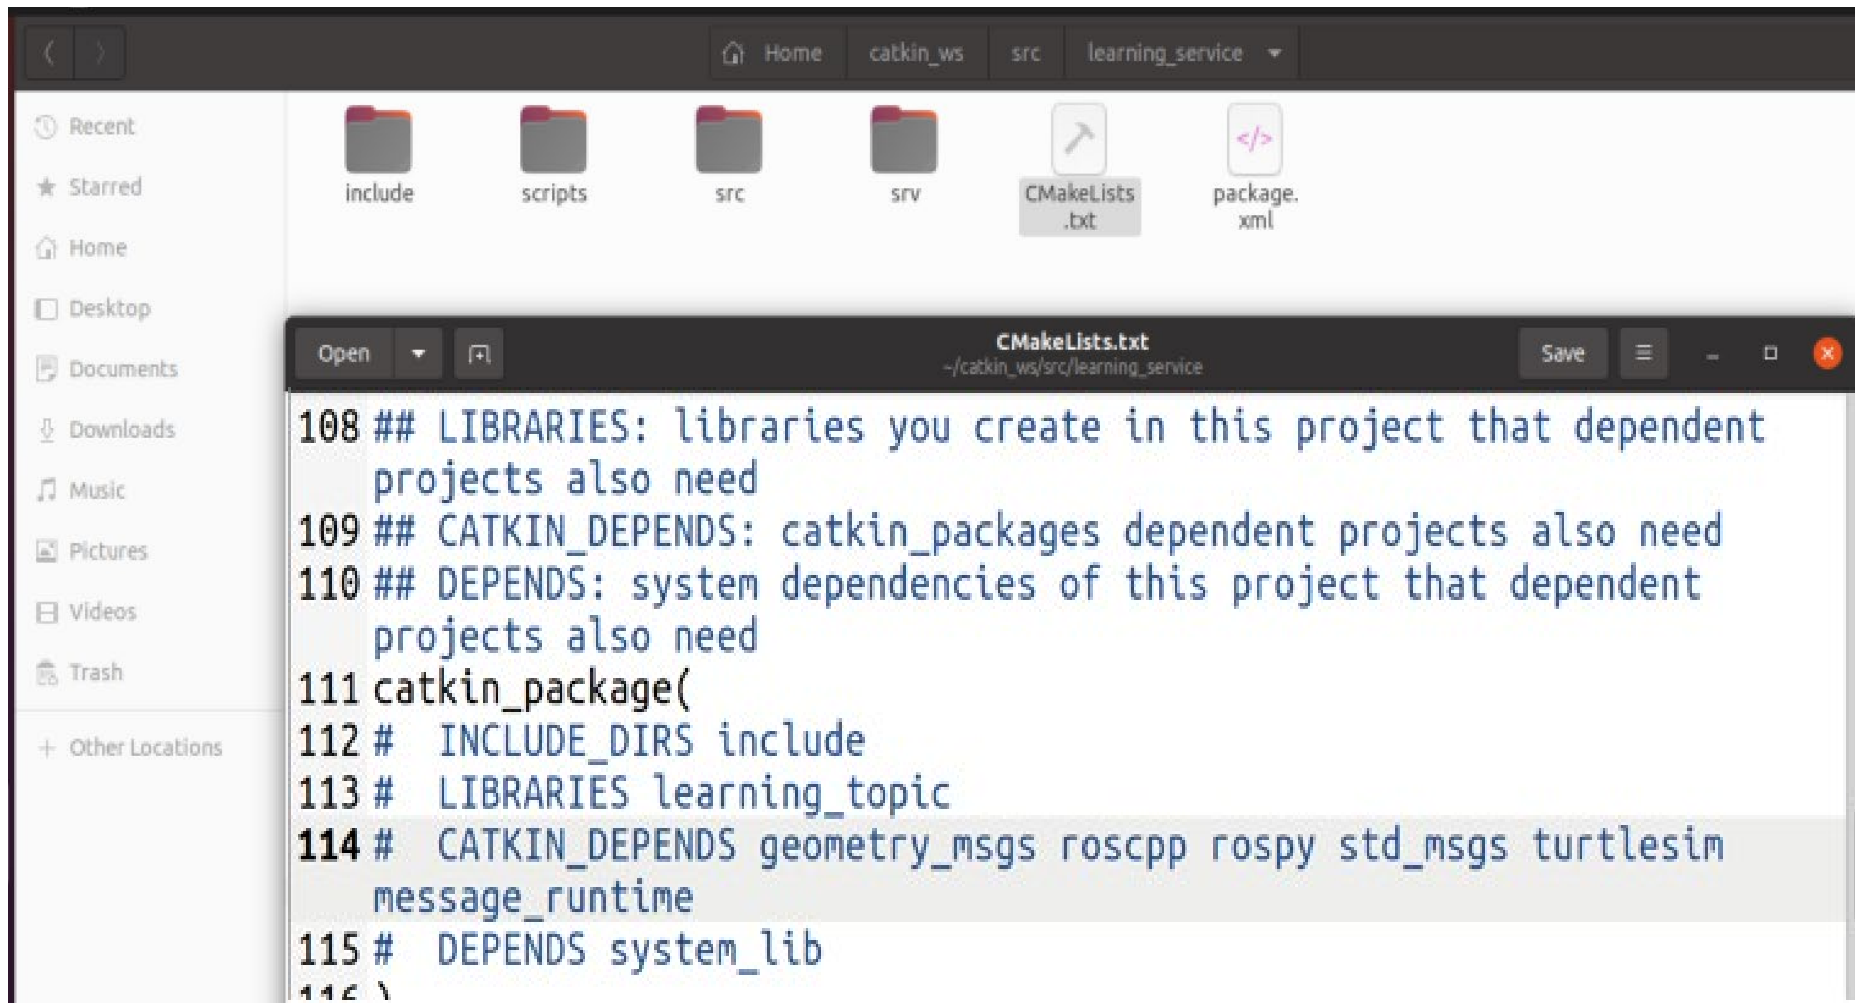 Home catkin_ws src learning_service
Recent
Starred
Home
Desktop
Documents
Downloads
Music
Pictures
Videos
Trash
+ Other Locations
include scripts src srv CMakeLists package.
.txt xml
Open CMakeLists.txt Save
~/catkin_ws/src/learning_service
108 ## LIBRARIES: libraries you create in this project that dependent
projects also need
109 ## CATKIN_DEPENDS: catkin_packages dependent projects also need
110 ## DEPENDS: system dependencies of this project that dependent
projects also need
111 catkin_package(
112 #  INCLUDE_DIRS include
113 #  LIBRARIES learning_topic
114 #  CATKIN_DEPENDS geometry_msgs roscpp rospy std_msgs turtlesim
message_runtime
115 #  DEPENDS system_lib
116 )